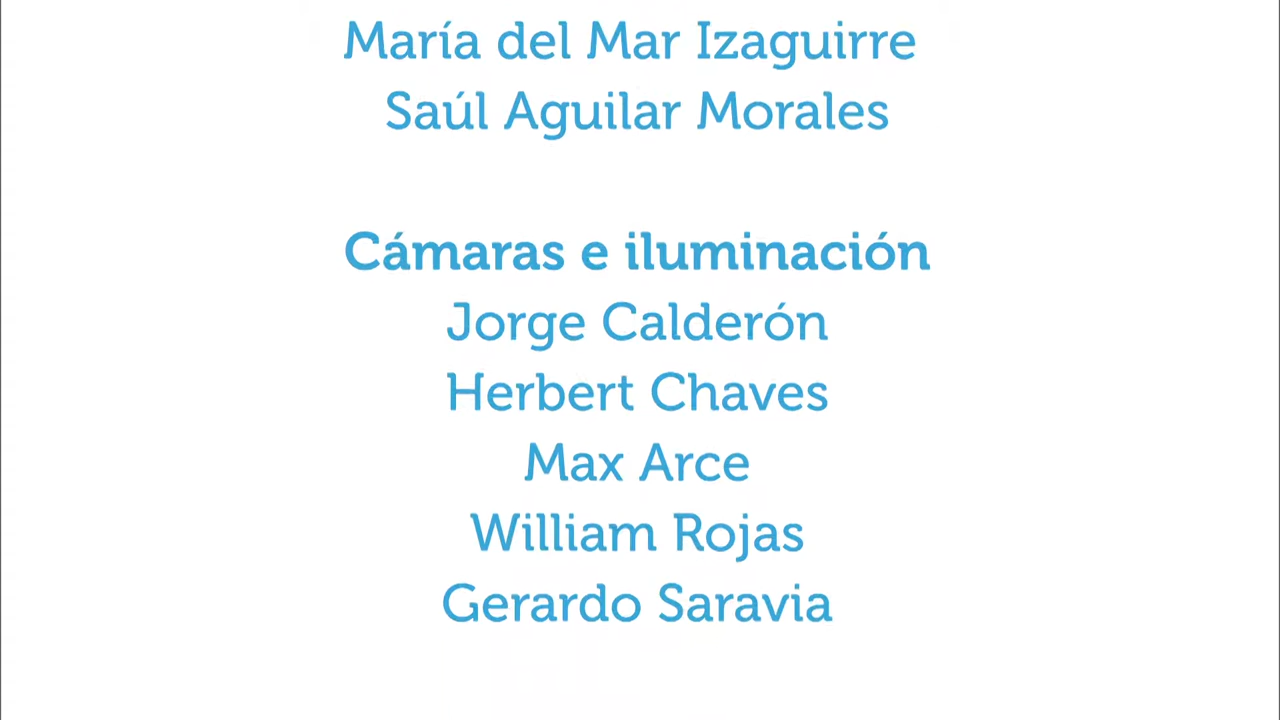 María del Mar Izaguirre
Saúl Aguilar Morales
Cámaras e iluminación
Jorge Calderón
Herbert Chaves
Max Arce
William Rojas
Gerardo Saravia